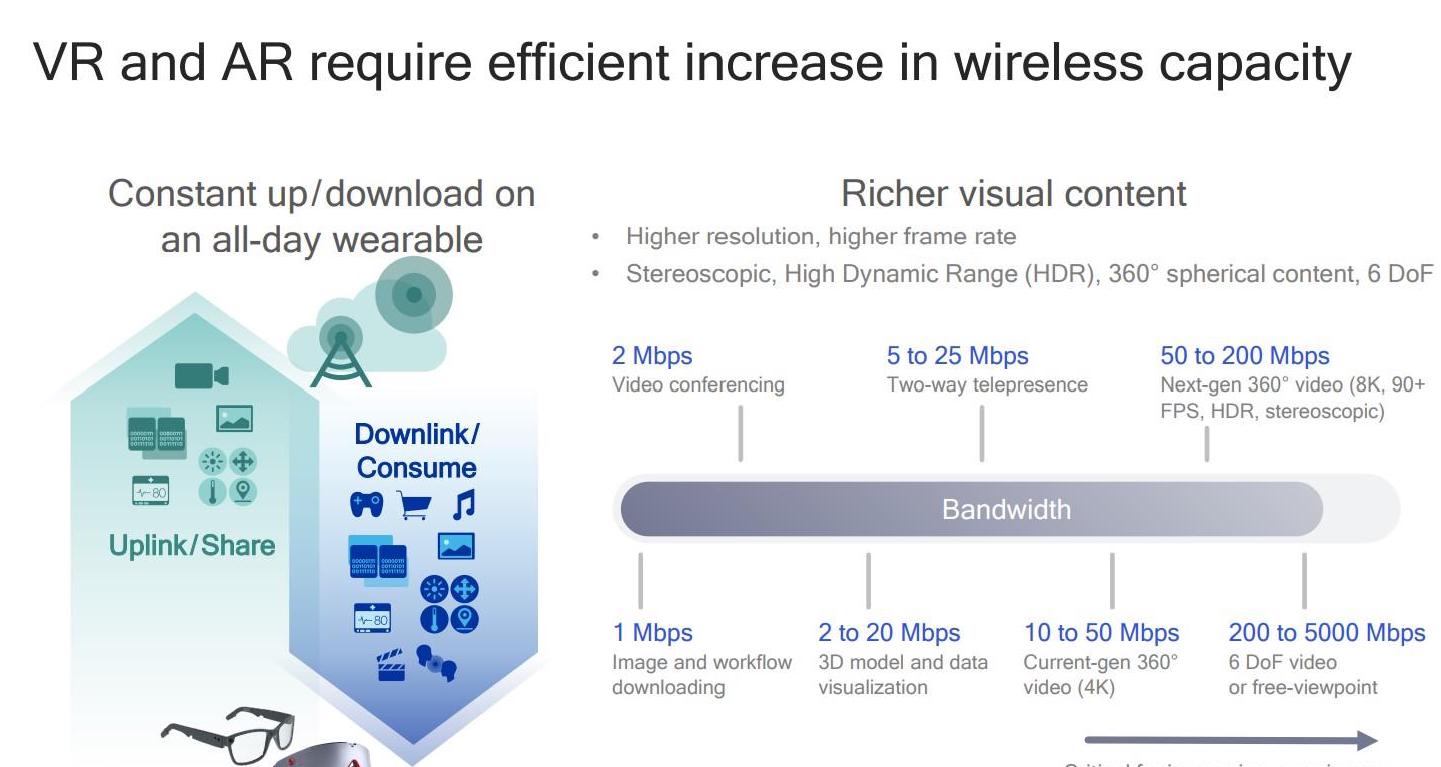 VR and AR require efficient increase in wireless capacity
Constant up/download on
an all-day wearable
Downlink/
Consume
Uplink/Share
Richer visual content
• Higher resolution, higher frame rate
• Stereoscopic, High Dynamic Range (HDR), 360° spherical content, 6 DoF
2 Mbps
Video conferencing
5 to 25 Mbps
Two-way telepresence
50 to 200 Mbps
Next-gen 360° video (8K, 90+
FPS, HDR, stereoscopic)
Bandwidth
1 Mbps
Image and workflow
downloading
2 to 20 Mbps
3D model and data
visualization
10 to 50 Mbps
Current-gen 360°
video (4K)
200 to 5000 Mbps
6 DoF video
or free-viewpoint
80
80